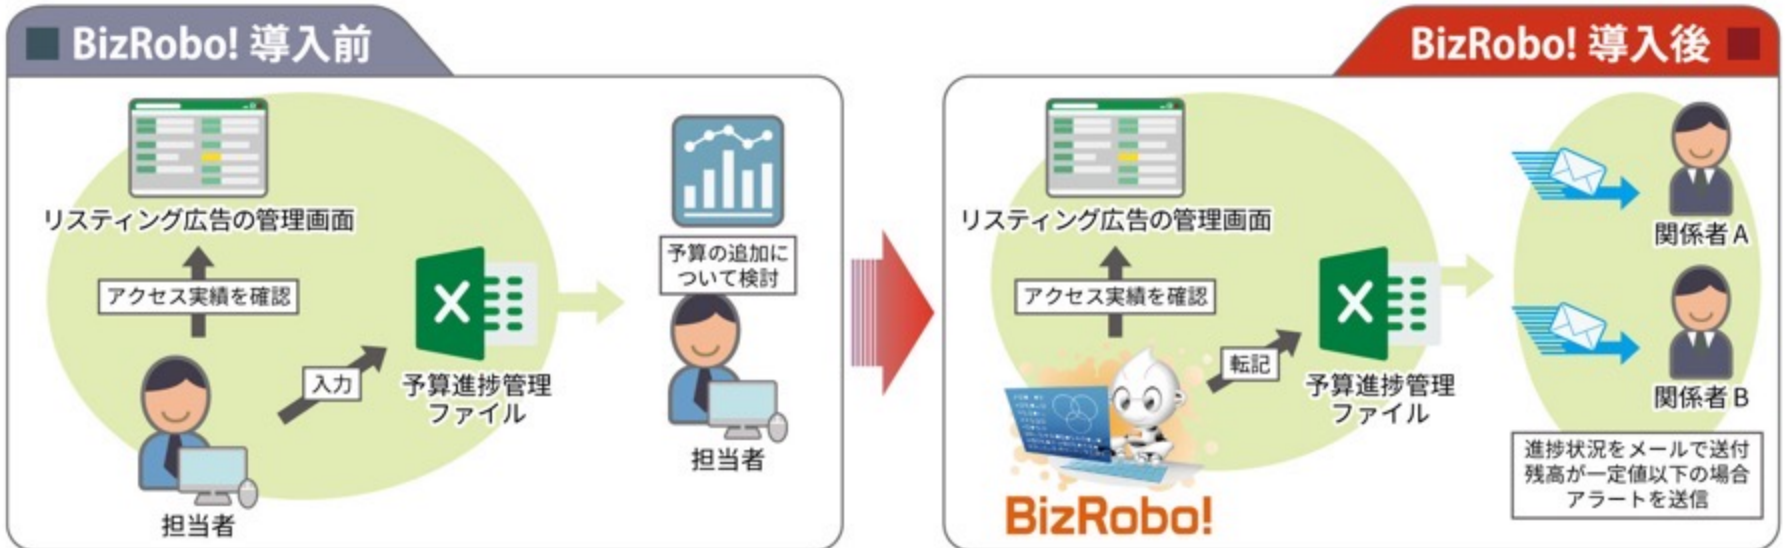 BizRobo! 導入前
リスティング広告の管理画面
アクセス実績を確認
入力
担当者
予算進捗管理
ファイル
予算の追加に
ついて検討
担当者
BizRobo! 導入後
リスティング広告の管理画面
アクセス実績を確認
転記
BizRobo!
予算進捗管理
ファイル
関係者A
関係者B
進捗状況をメールで送付
残高が一定値以下の場合
アラートを送信